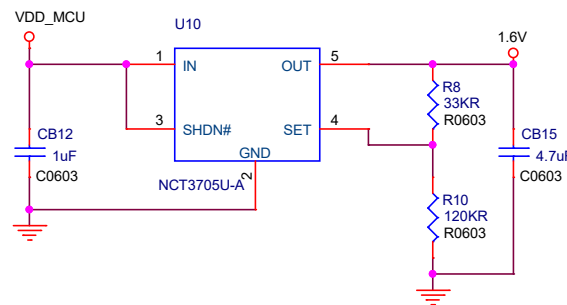 VDD_MCU
U10
1.6V
1
IN
OUT
5
R8
33KR
R0603
3
SHDN#
SET
4
CB12
1uF
C0603
GND
2
NCT3705U-A
CB15
4.7uF
C0603
R10
120KR
R0603